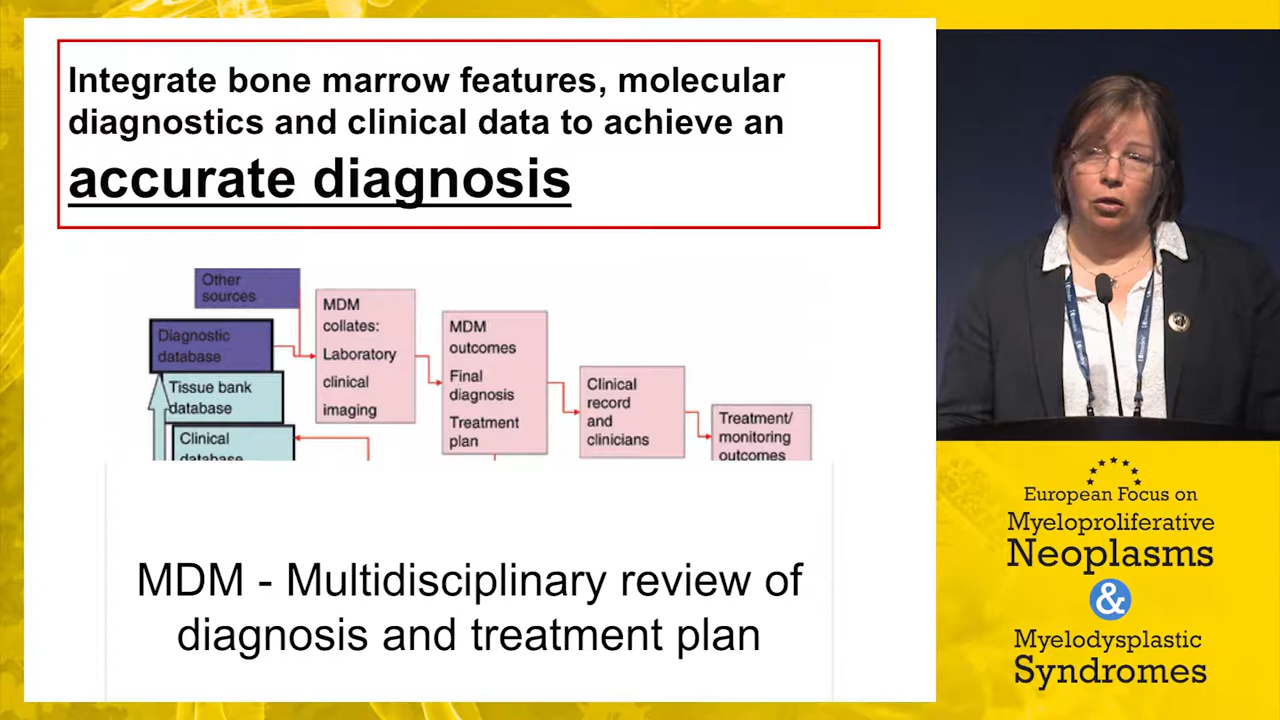 Integrate bone marrow features, molecular
diagnostics and clinical data to achieve an
accurate diagnosis
Other
sources
Diagnostic
database
Tissue bank
database
Clinical
database
MDM
collates:
Laboratory
clinical
imaging
MDM
outcomes
Final
diagnosis
Treatment
plan
Clinical
record
and
clinicians
Treatment/
monitoring
outcomes
MDM - Multidisciplinary review of
diagnosis and treatment plan
European Focus on
Myeloproliferative
Neoplasms
&
Myelodysplastic
Syndromes